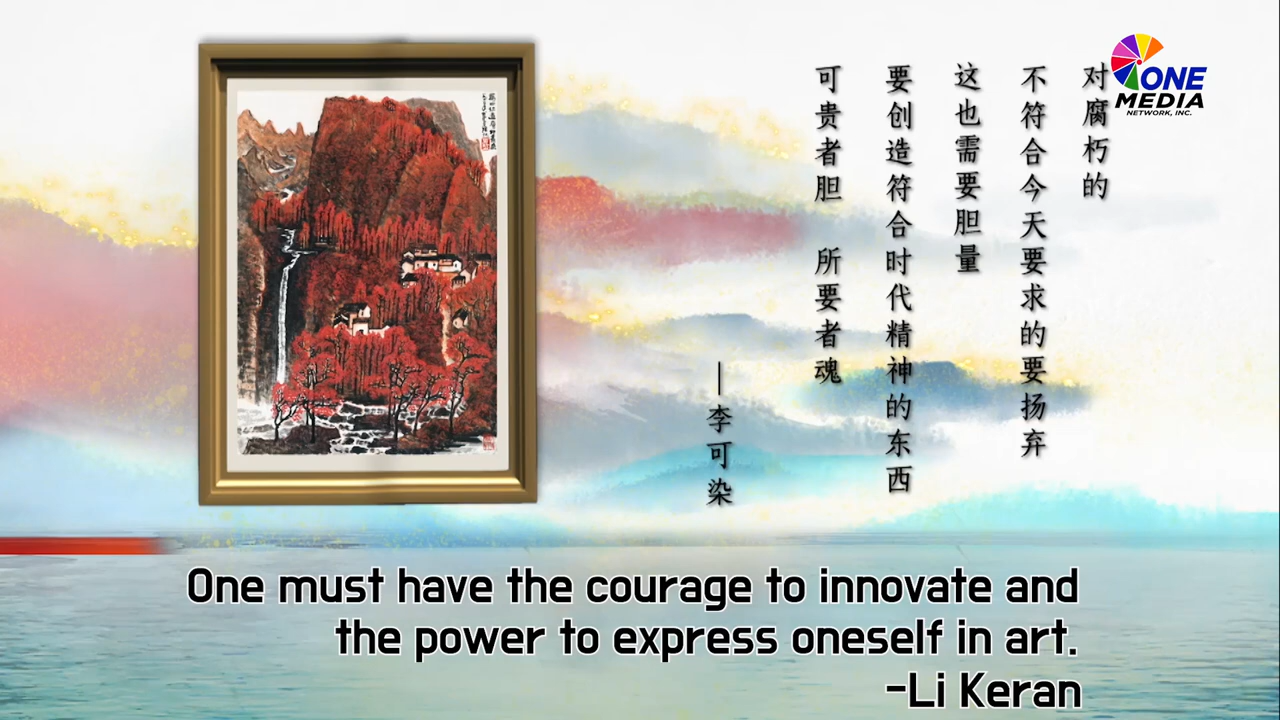 对腐朽的
不符合今天要求的要扬弃
这也需要胆量
要创造符合时代精神的东西
可贵者胆 所要者魂
—李可染
ONE
MEDIA
NETWORK, INC.
One must have the courage to innovate and
the power to express oneself in art.
-Li Keran